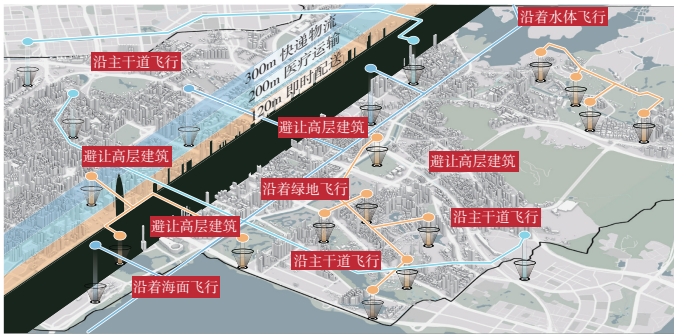 沿着水体飞行
沿主干道飞行
300m 快递物流
200m 医疗运输
120m 即时配送
避让高层建筑
避让高层建筑
避让高层建筑
沿着绿地飞行
避让高层建筑
沿主干道飞行
沿主干道飞行
沿着海面飞行